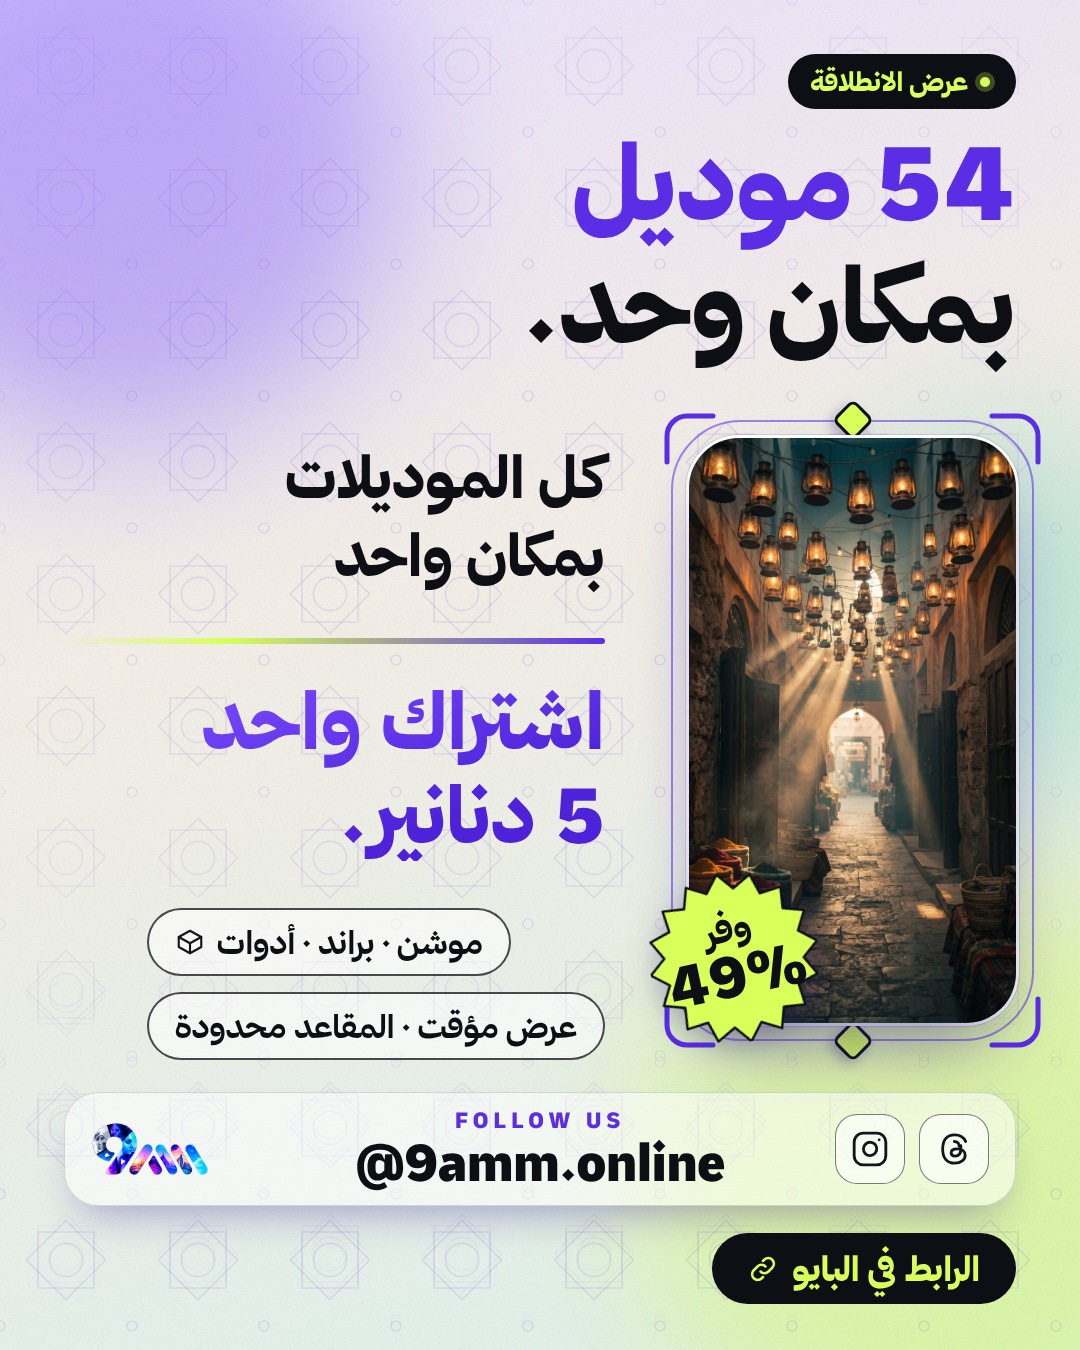 عرض الانطلاقة
54 موديل
بمكان وحد.
كل الموديلات
بمكان واحد
اشتراك واحد
5 دنانير.
موشن · براند · أدوات
عرض مؤقت · المقاعد محدودة
وفر
49%
FOLLOW US
@9amm.online
9amm
الرابط في البايو